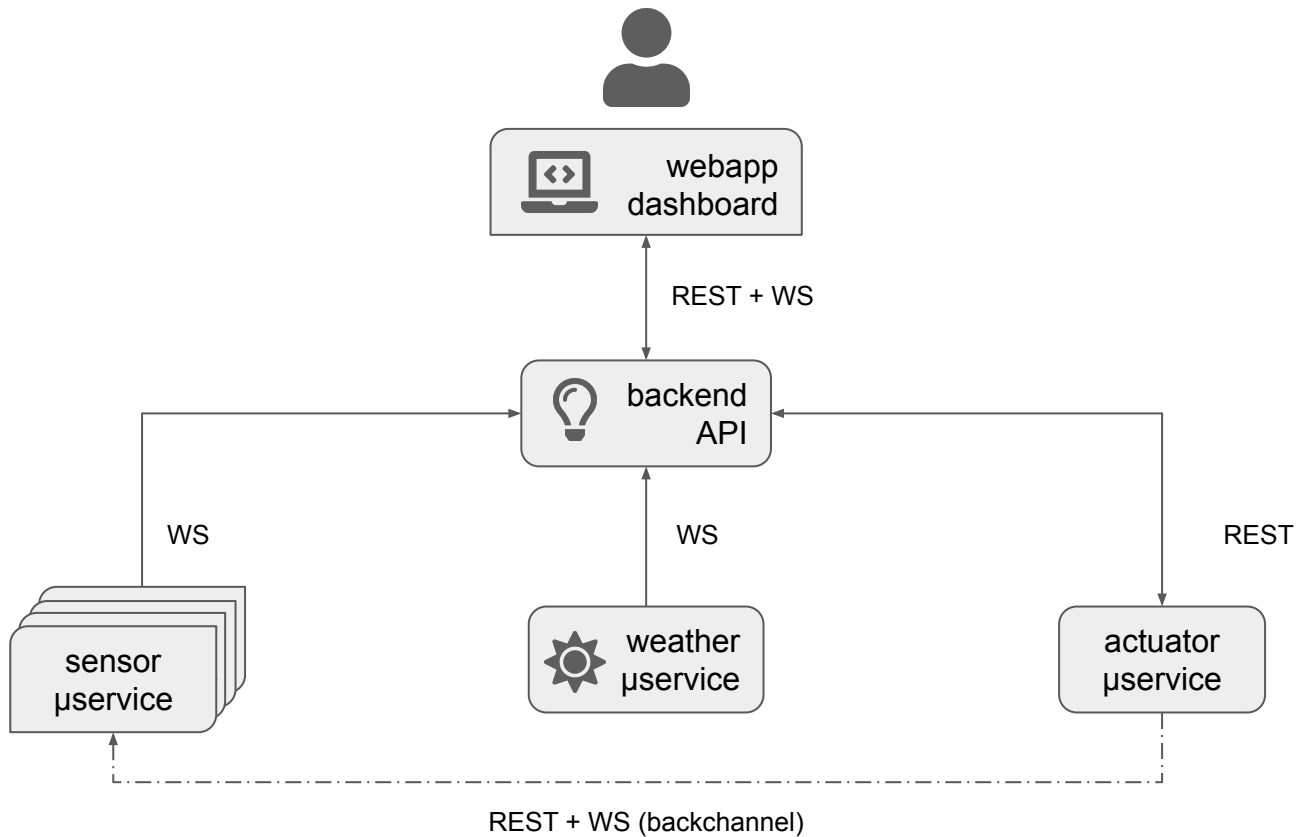 webapp
dashboard
REST + WS
backend
API
WS
WS
REST
sensor
μservice
weather
μservice
actuator
μservice
REST + WS (backchannel)